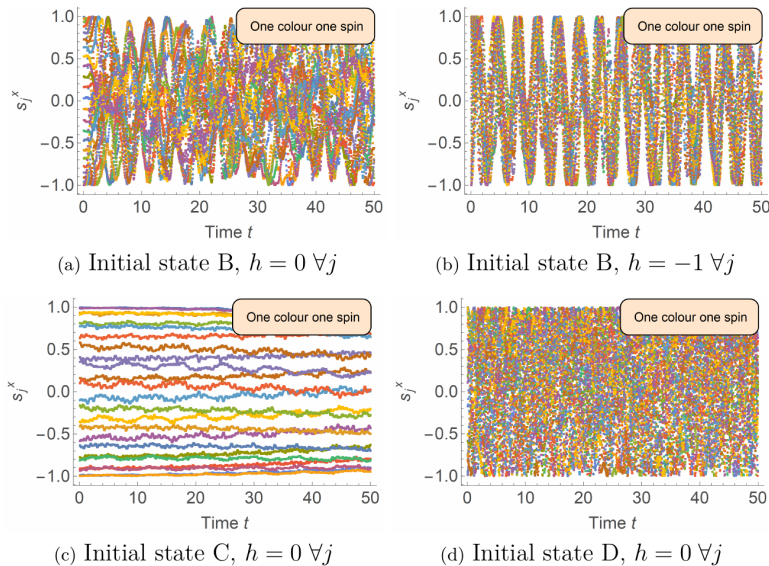 1.0
0.5
0.0
−0.5
−1.0
s_j^x
One colour one spin
0 10 20 30 40 50
Time t
(a) Initial state B, h = 0 ∀j
1.0
0.5
0.0
−0.5
−1.0
s_j^x
One colour one spin
0 10 20 30 40 50
Time t
(b) Initial state B, h = −1 ∀j
1.0
0.5
0.0
−0.5
−1.0
s_j^x
One colour one spin
0 10 20 30 40 50
Time t
(c) Initial state C, h = 0 ∀j
1.0
0.5
0.0
−0.5
−1.0
s_j^x
One colour one spin
0 10 20 30 40 50
Time t
(d) Initial state D, h = 0 ∀j